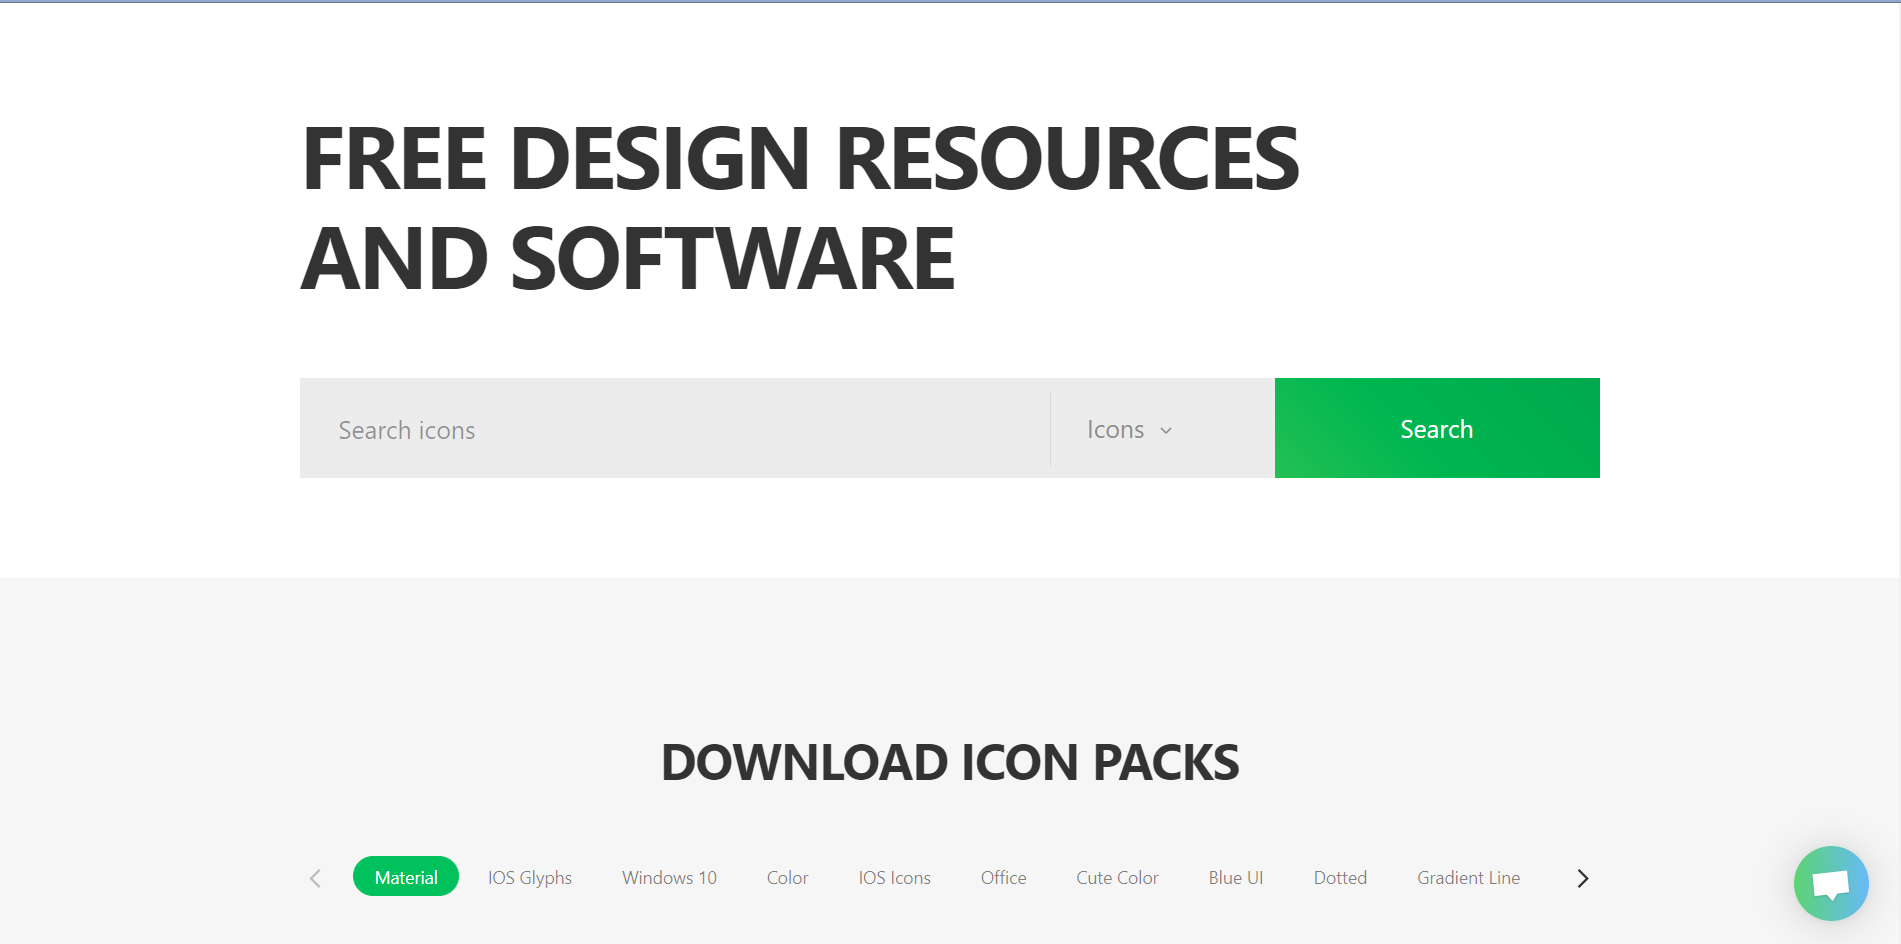 FREE DESIGN RESOURCES
AND SOFTWARE
Search icons
Icons
Search
DOWNLOAD ICON PACKS
Material
IOS Glyphs
Windows 10
Color
IOS Icons
Office
Cute Color
Blue UI
Dotted
Gradient Line